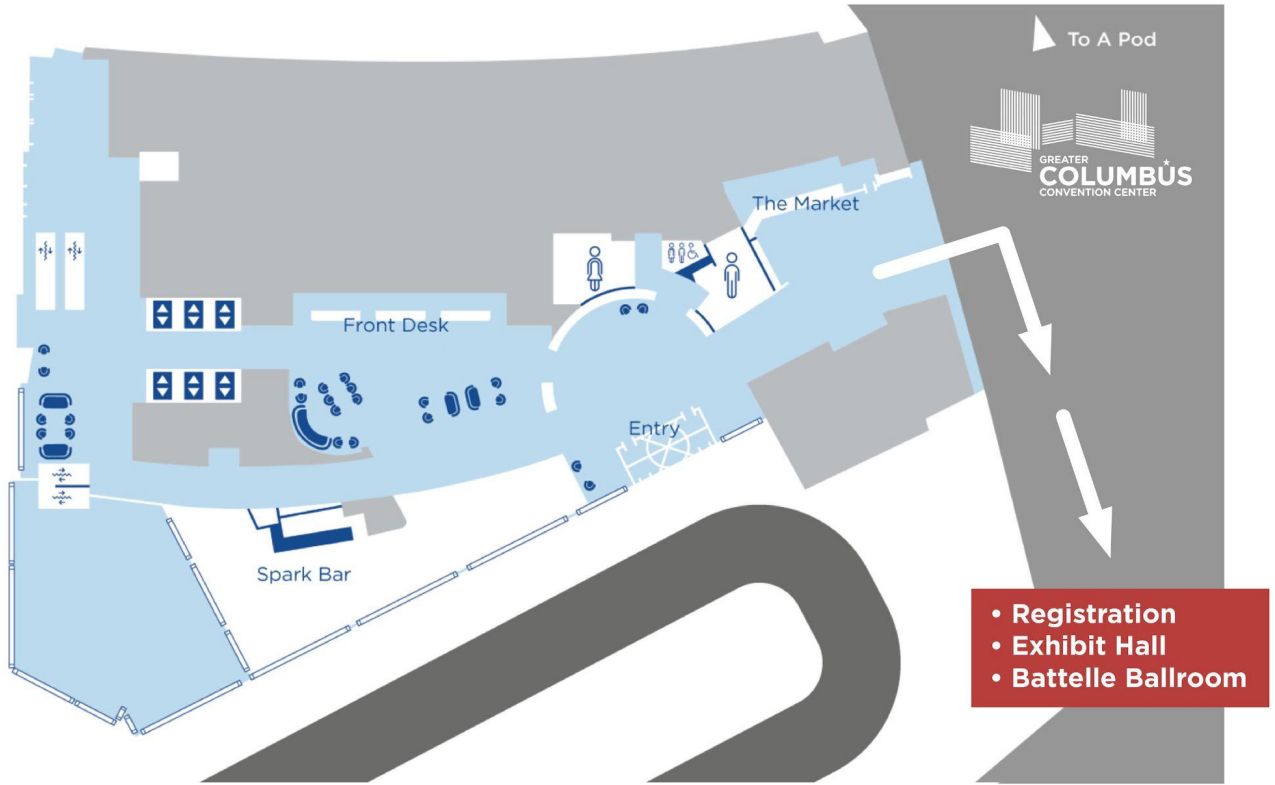 To A Pod
GREATER
COLUMBUS
CONVENTION CENTER
The Market
Front Desk
Entry
Spark Bar
• Registration
• Exhibit Hall
• Battelle Ballroom